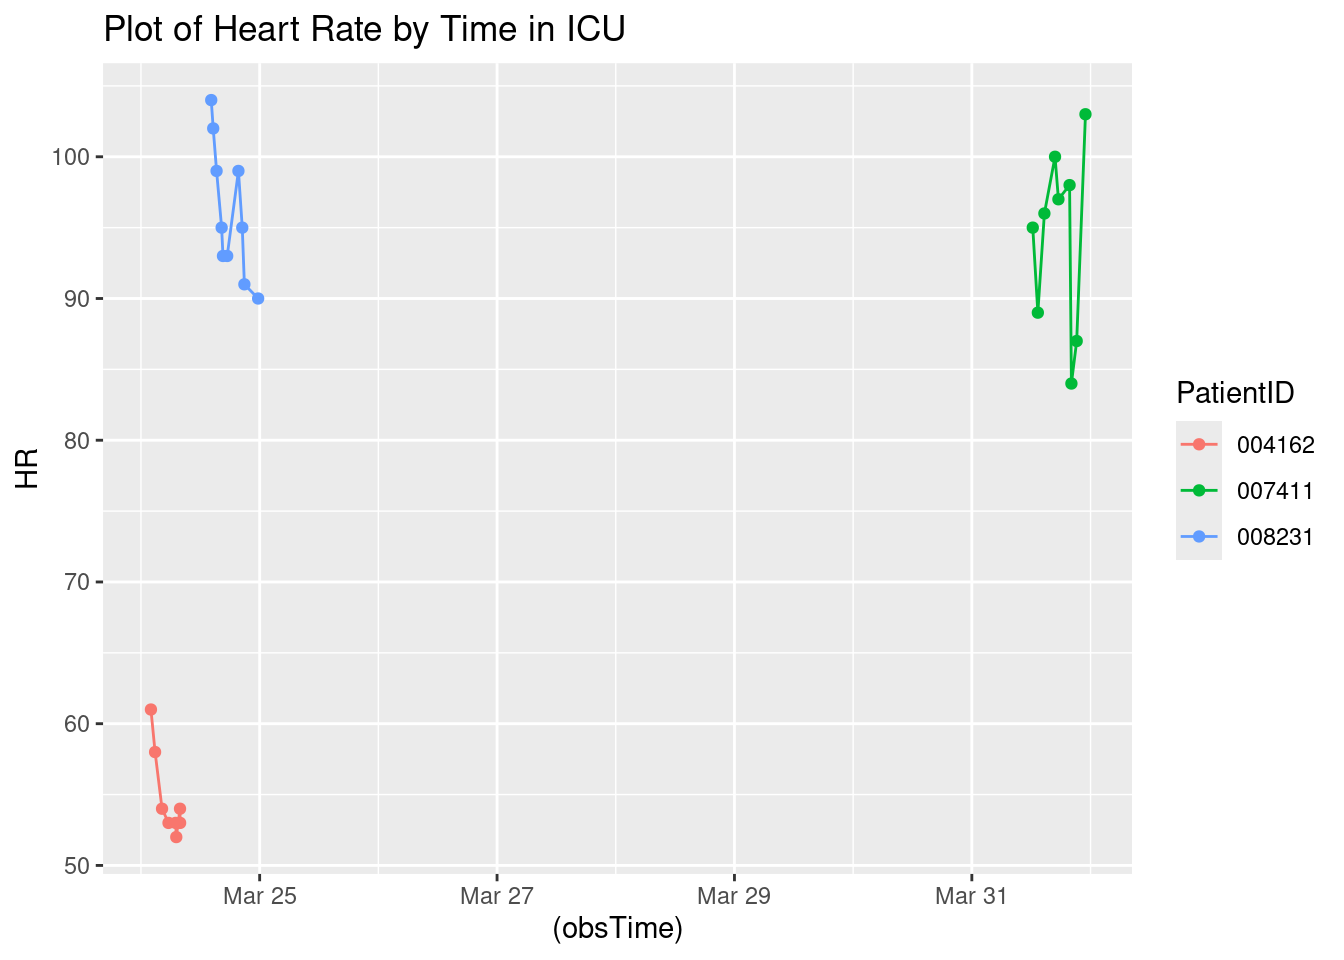 Plot of Heart Rate by Time in ICU
100
90
80
70
60
50
HR
Mar 25
Mar 27
Mar 29
Mar 31
(obsTime)
PatientID
004162
007411
008231